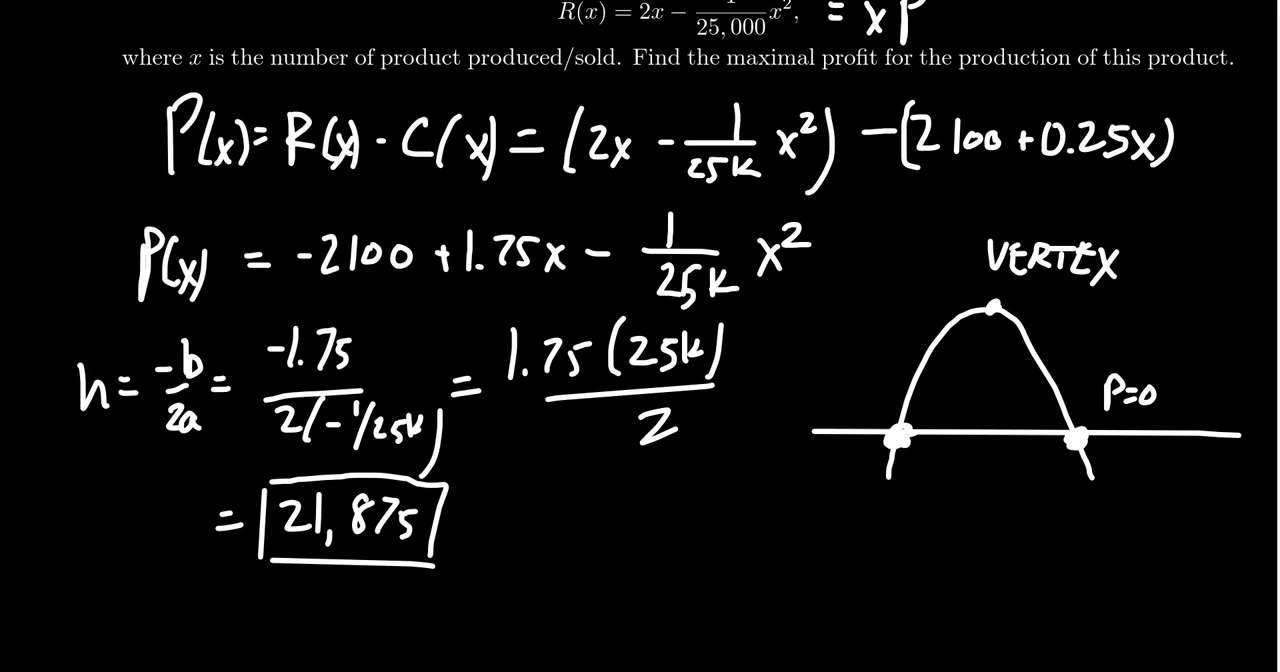 R(x) = 2x − 1/25,000 x², = xP
where x is the number of product produced/sold. Find the maximal profit for the production of this product.
P(x) = R(x) - C(x) = (2x - 1/25K x²) - (2100 + 0.25x)
P(x) = -2100 + 1.75x - 1/25K x²
VERTEX
h = -b/2a = -1.75/2(-1/25K) = 1.75(25K)/2
P=0
= 21,875